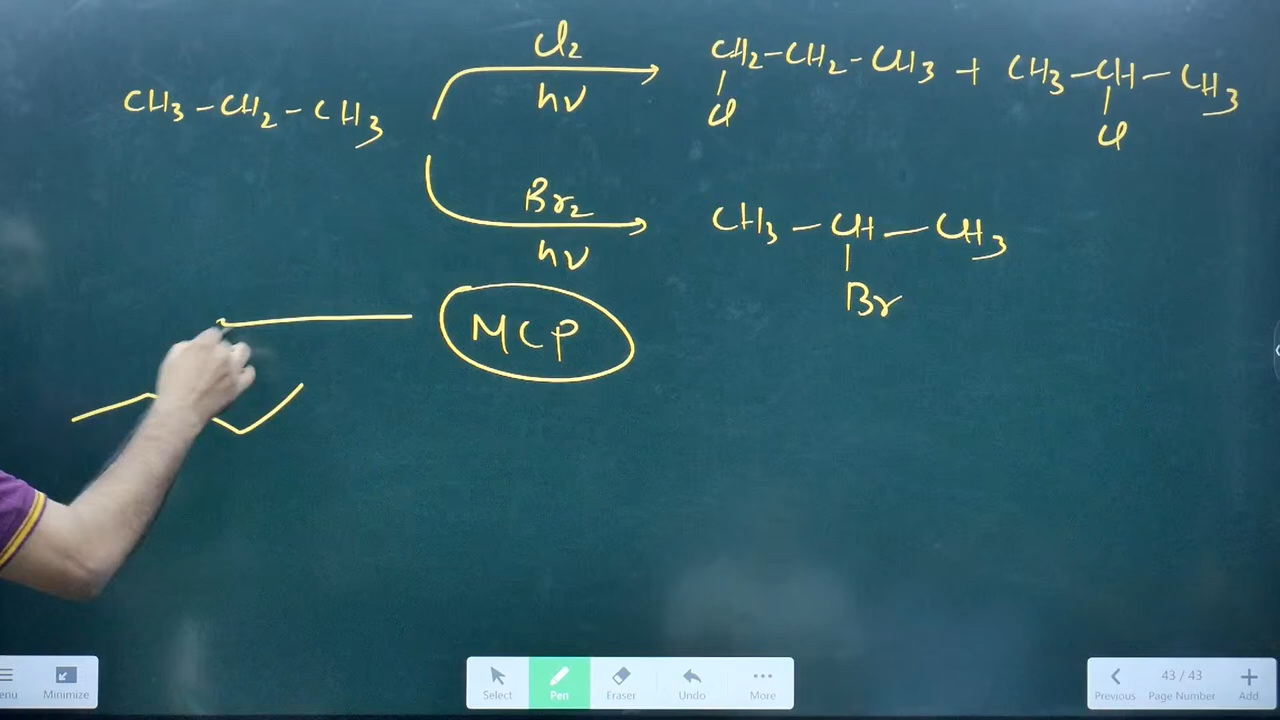 Cl₂
CH₂-CH₂-CH₃ + CH₃-CH-CH₃
CH₃-CH₂-CH₃
hν
Cl Cl
Br₂
CH₃-CH-CH₃
hν
Br
MCP
enu Minimize
Select Pen Eraser Undo More
Previous 43 / 43 Page Number Add